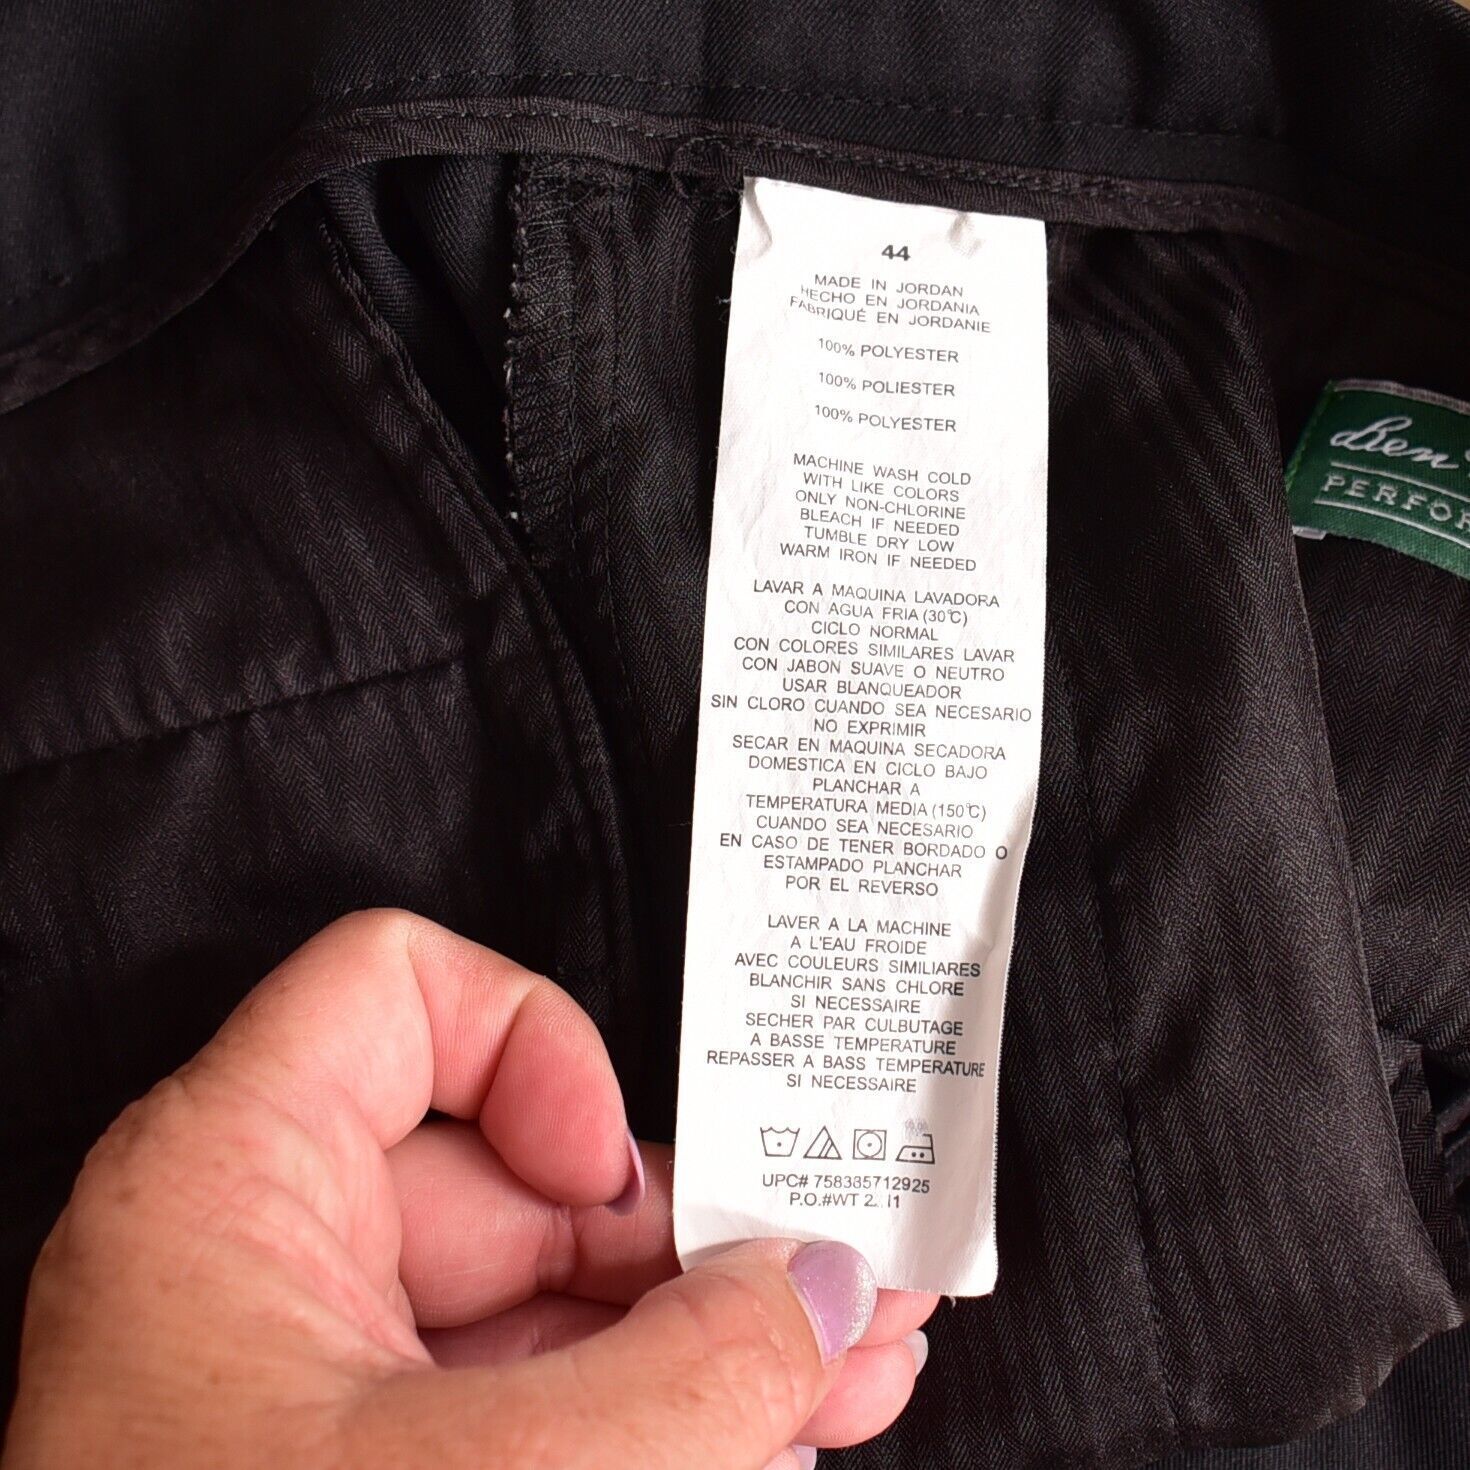 44
MADE IN JORDAN
HECHO EN JORDANIA
FABRIQUÉ EN JORDANIE
100% POLYESTER
100% POLIESTER
100% POLYESTER
MACHINE WASH COLD
WITH LIKE COLORS
ONLY NON-CHLORINE
BLEACH IF NEEDED
TUMBLE DRY LOW
WARM IRON IF NEEDED
LAVAR A MAQUINA LAVADORA
CON AGUA FRIA (30℃)
CICLO NORMAL
CON COLORES SIMILARES LAVAR
CON JABON SUAVE O NEUTRO
USAR BLANQUEADOR
SIN CLORO CUANDO SEA NECESARIO
NO EXPRIMIR
SECAR EN MAQUINA SECADORA
DOMESTICA EN CICLO BAJO
PLANCHAR A
TEMPERATURA MEDIA (150℃)
CUANDO SEA NECESARIO
EN CASO DE TENER BORDADO O
ESTAMPADO PLANCHAR
POR EL REVERSO
LAVER A LA MACHINE
A L'EAU FROIDE
AVEC COULEURS SIMILIARES
BLANCHIR SANS CHLORE
SI NECESSAIRE
SECHER PAR CULBUTAGE
A BASSE TEMPERATURE
REPASSER A BASS TEMPERATURE
SI NECESSAIRE
UPC# 758385712925
P.O.#WT
Ben
PERFOR